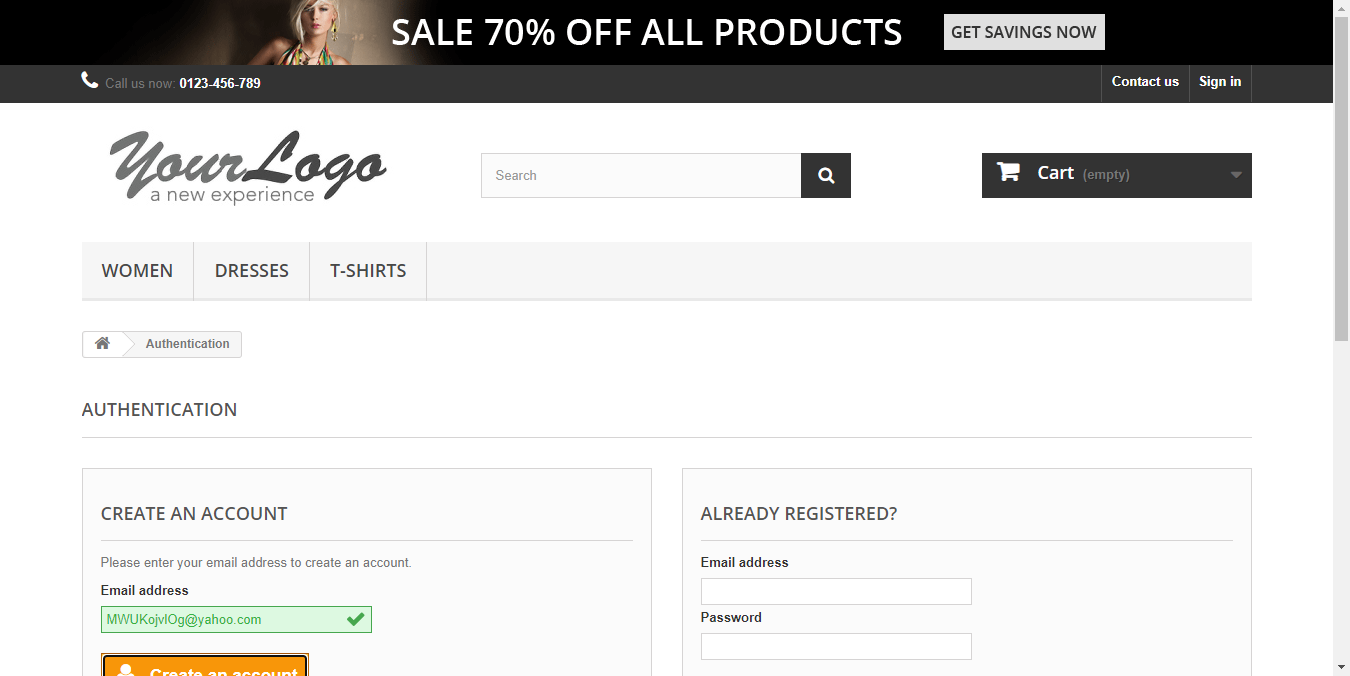 SALE 70% OFF ALL PRODUCTS GET SAVINGS NOW
Call us now: 0123-456-789 Contact us Sign in
YourLogo
a new experience
Search Cart (empty)
WOMEN DRESSES T-SHIRTS
Authentication
AUTHENTICATION
CREATE AN ACCOUNT
Please enter your email address to create an account.
Email address
MWUKojvlOg@yahoo.com
Create an account
ALREADY REGISTERED?
Email address
Password